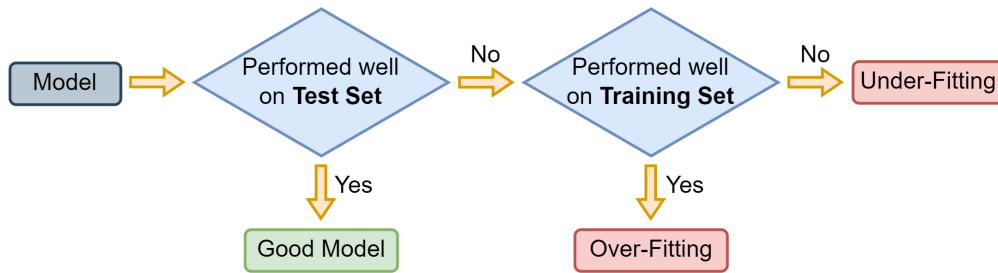 Model
Performed well
on Test Set
No
Performed well
on Training Set
No
Under-Fitting
Yes
Yes
Good Model
Over-Fitting